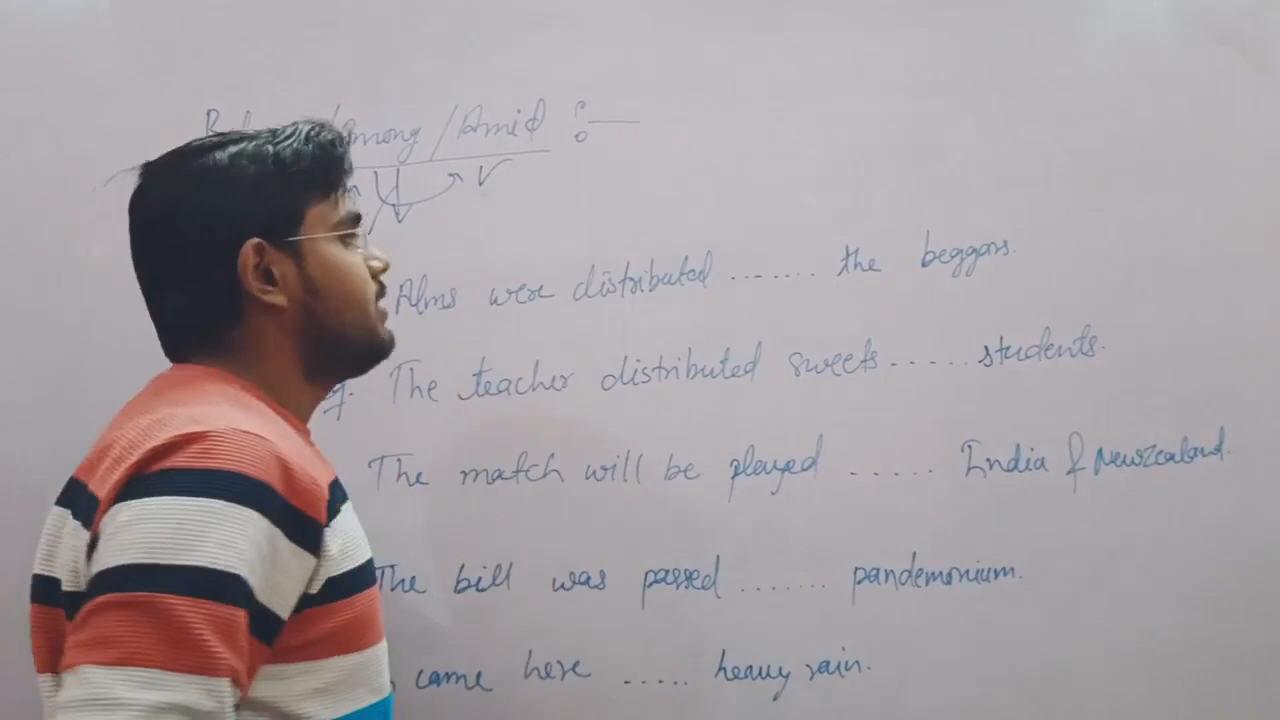 Among / Amid :-
Alms were distributed ....... the beggars.
The teacher distributed sweets ...... students.
The match will be played ...... India & Newzealand.
The bill was passed ....... pandemonium.
came here ..... heavy rain.